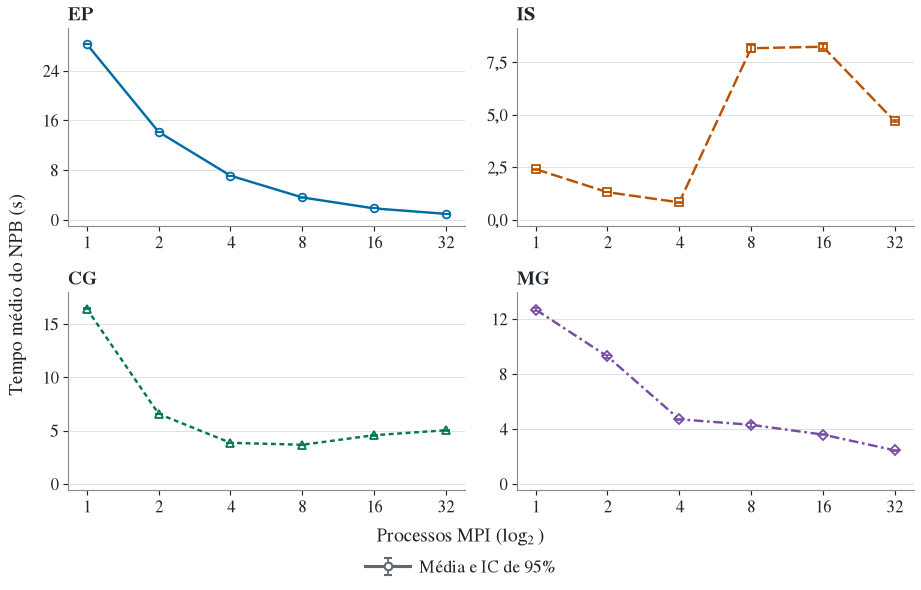 EP
24
16
8
0
1 2 4 8 16 32
IS
7,5
5,0
2,5
0,0
1 2 4 8 16 32
Tempo médio do NPB (s)
CG
15
10
5
0
1 2 4 8 16 32
MG
12
8
4
0
1 2 4 8 16 32
Processos MPI (log₂)
Média e IC de 95%